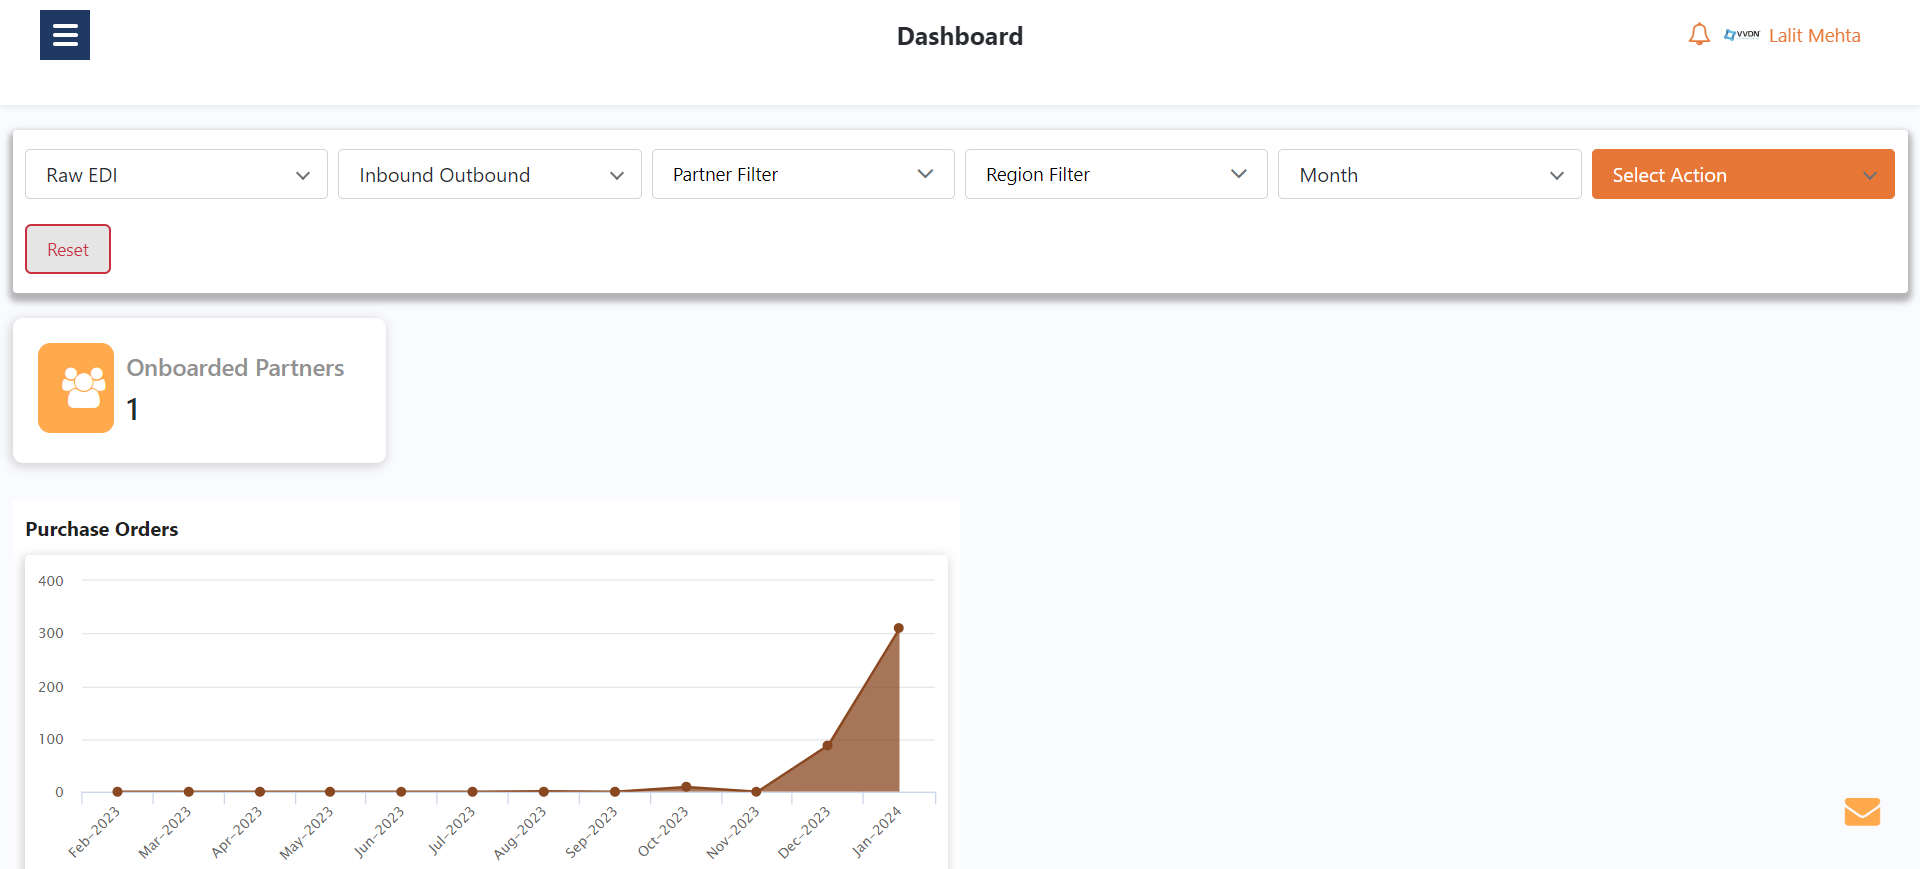 Dashboard
VVDN Lalit Mehta
Raw EDI
Inbound Outbound
Partner Filter
Region Filter
Month
Select Action
Reset
Onboarded Partners
1
Purchase Orders
400
300
200
100
0
Feb-2023
Mar-2023
Apr-2023
May-2023
Jun-2023
Jul-2023
Aug-2023
Sep-2023
Oct-2023
Nov-2023
Dec-2023
Jan-2024